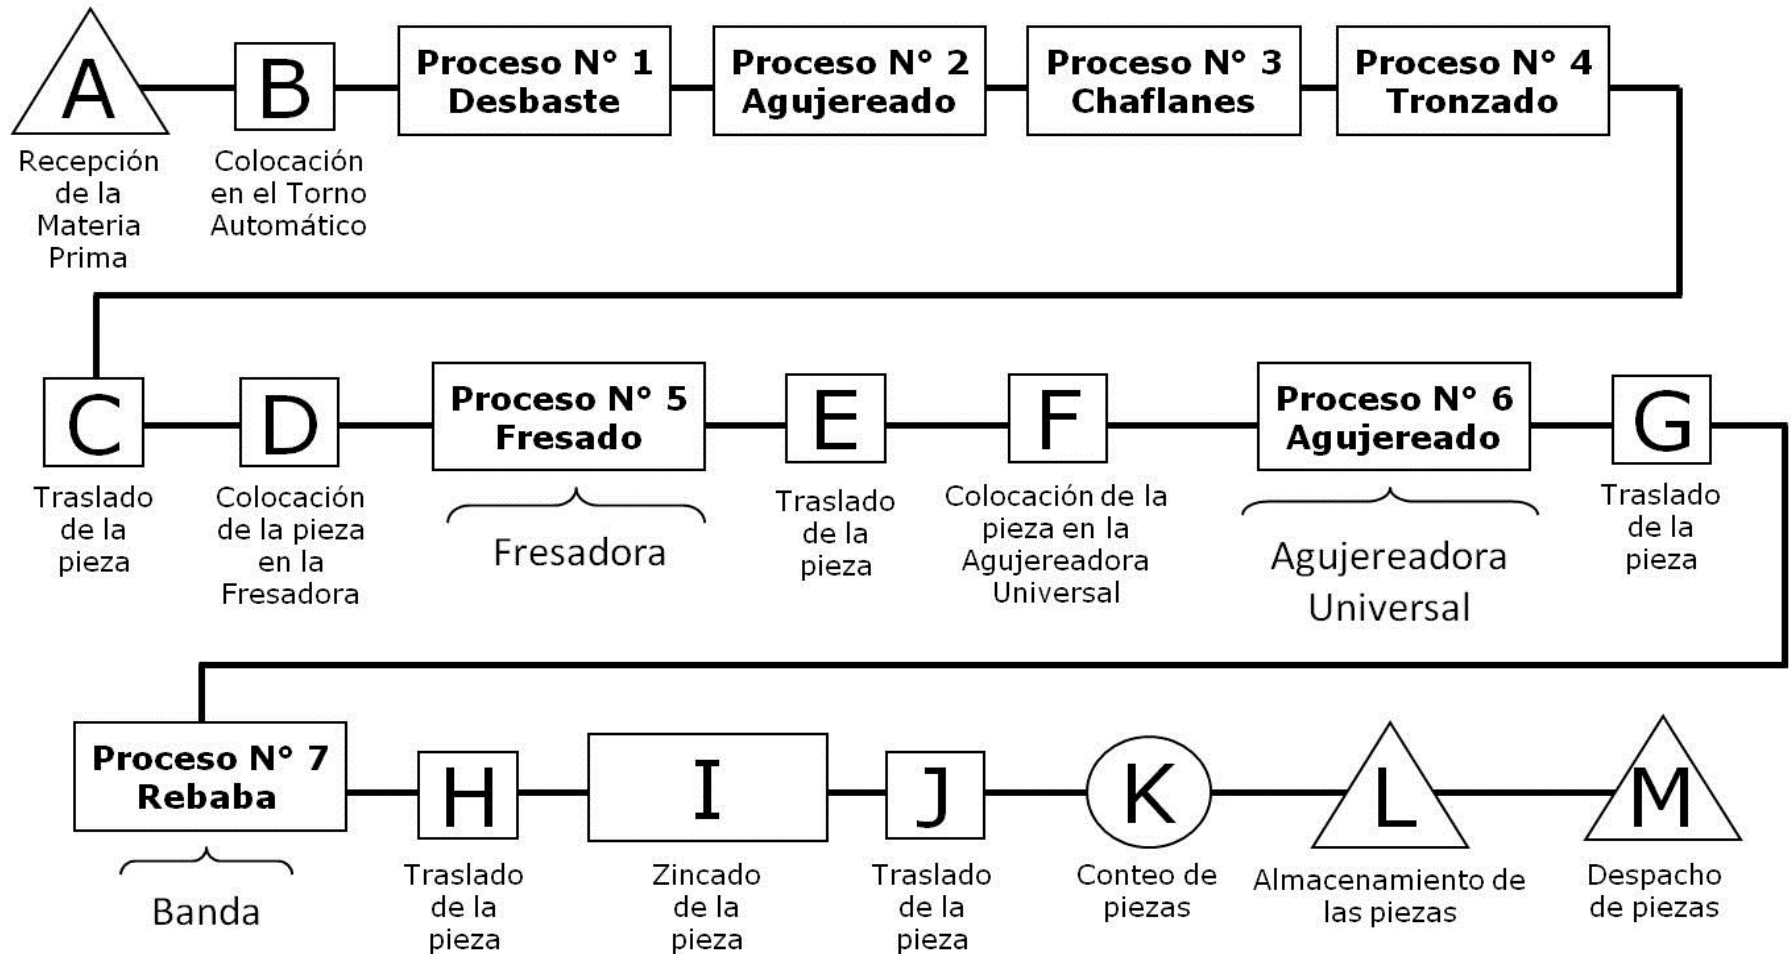 A
B
Proceso N° 1
Desbaste
Proceso N° 2
Agujereado
Proceso N° 3
Chaflanes
Proceso N° 4
Tronzado
Recepción
de la
Materia
Prima
Colocación
en el Torno
Automático
C
D
Proceso N° 5
Fresado
E
F
Proceso N° 6
Agujereado
G
Traslado
de la
pieza
Colocación
de la pieza
en la
Fresadora
Fresadora
Traslado
de la
pieza
Colocación de la
pieza en la
Agujereadora
Universal
Agujereadora
Universal
Traslado
de la
pieza
Proceso N° 7
Rebaba
H
I
J
K
L
M
Banda
Traslado
de la
pieza
Zincado
de la
pieza
Traslado
de la
pieza
Conteo de
piezas
Almacenamiento de
las piezas
Despacho
de piezas